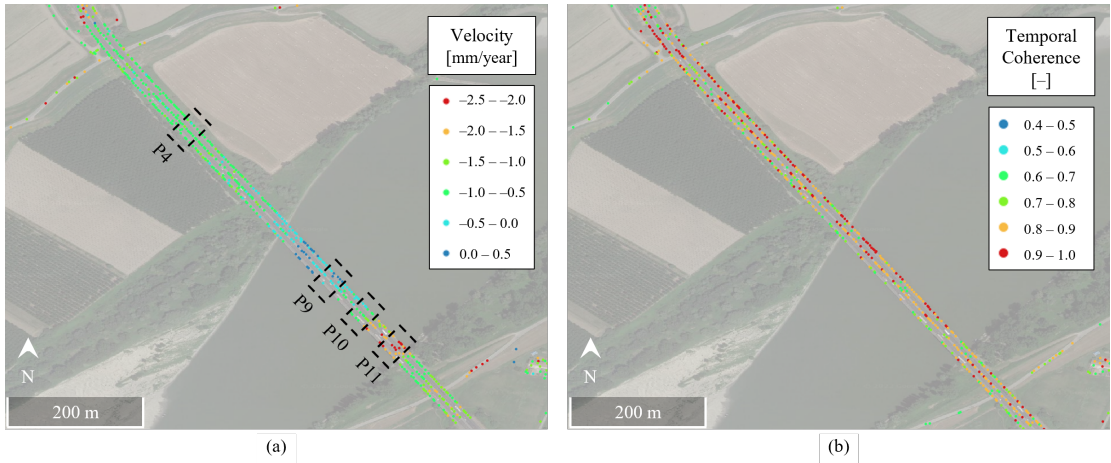 Velocity
[mm/year]
–2.5 – –2.0
–2.0 – –1.5
–1.5 – –1.0
–1.0 – –0.5
–0.5 – 0.0
0.0 – 0.5
P4
P9
P10
P11
N
200 m
(a)
Temporal
Coherence
[–]
0.4 – 0.5
0.5 – 0.6
0.6 – 0.7
0.7 – 0.8
0.8 – 0.9
0.9 – 1.0
N
200 m
(b)